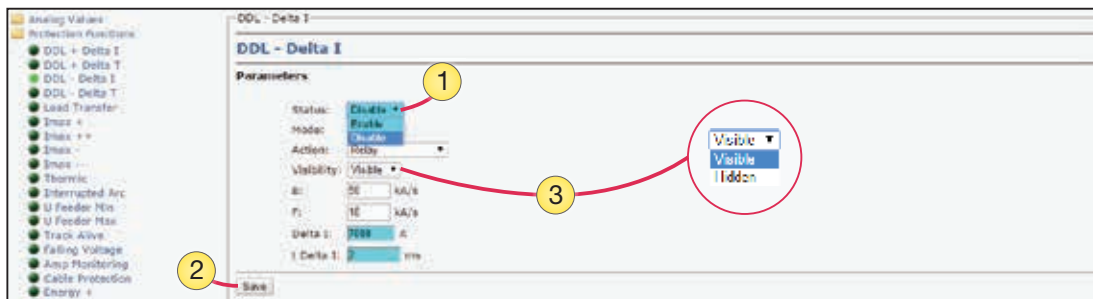 Analog Values
Protection Functions
DDL + Delta I
DDL + Delta T
DDL - Delta I
DDL - Delta T
Load Transfer
Imax +
Imax ++
Imax -
Imax --
Thermic
Interrupted Arc
U Feeder Min
U Feeder Max
Track Alive
Falling Voltage
Amp Monitoring
Cable Protection
Energy +
DDL - Delta I
DDL - Delta I
Parameters
1
Status: Disable
Enable
Disable
Mode:
Action: Relay
Visibility: Visible
E: 50 kA/s
F: 10 kA/s
Delta I: 7000 A
t Delta I: 2 ms
3
Visible
Visible
Hidden
2
Save